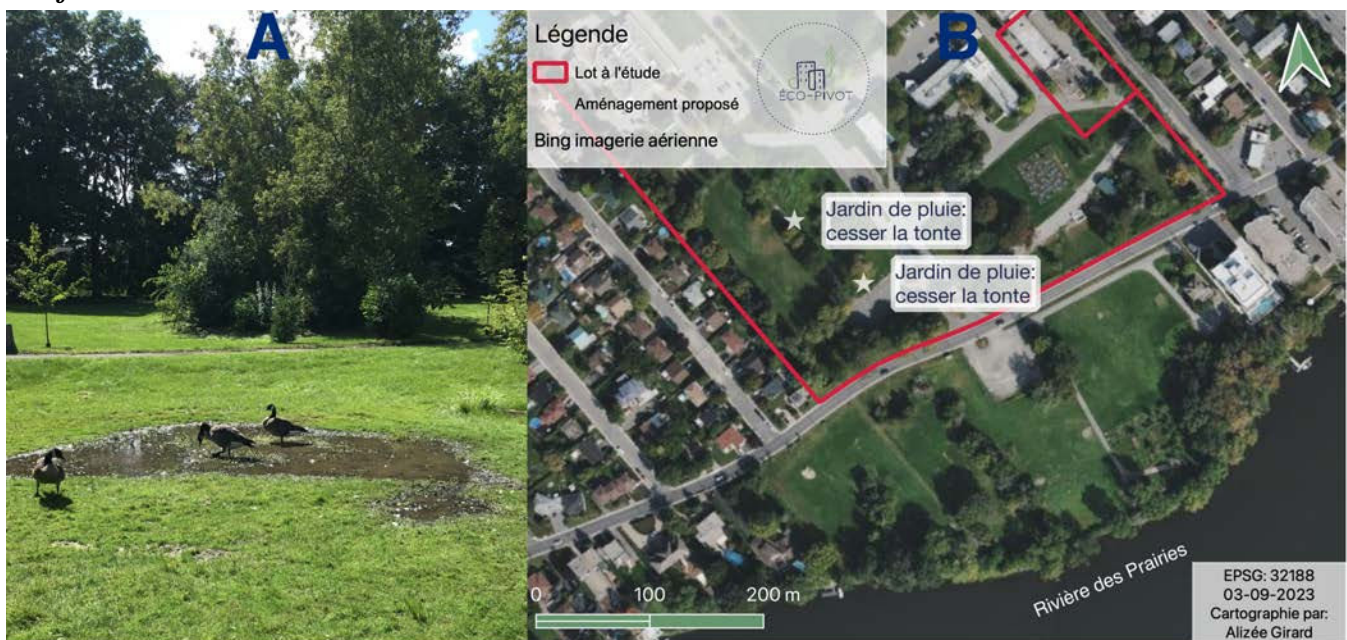 A
B
Légende
Lot à l'étude
Aménagement proposé
Bing imagerie aérienne
ÉCO-PIVOT
Jardin de pluie:
cesser la tonte
Jardin de pluie:
cesser la tonte
0
100
200 m
Rivière des Prairies
EPSG: 32188
03-09-2023
Cartographie par:
Alizée Girard